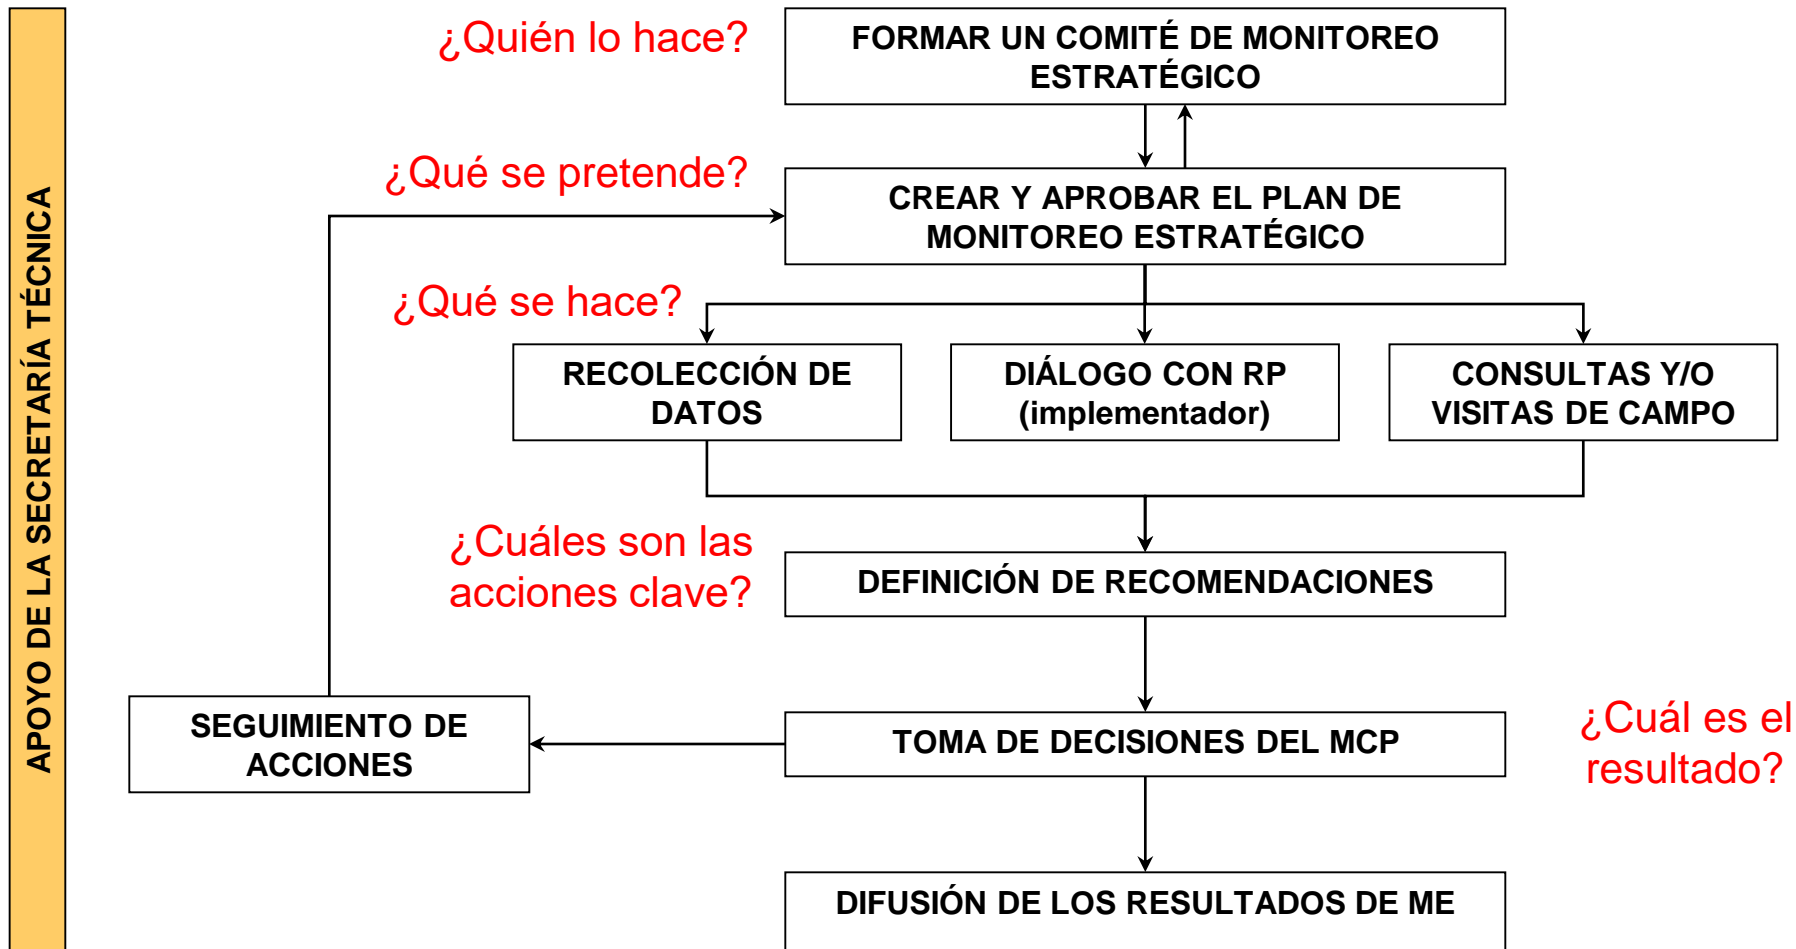 APOYO DE LA SECRETARÍA TÉCNICA
¿Quién lo hace?
FORMAR UN COMITÉ DE MONITOREO
ESTRATÉGICO
¿Qué se pretende?
CREAR Y APROBAR EL PLAN DE
MONITOREO ESTRATÉGICO
¿Qué se hace?
RECOLECCIÓN DE
DATOS
DIÁLOGO CON RP
(implementador)
CONSULTAS Y/O
VISITAS DE CAMPO
¿Cuáles son las
acciones clave?
DEFINICIÓN DE RECOMENDACIONES
SEGUIMIENTO DE
ACCIONES
TOMA DE DECISIONES DEL MCP
¿Cuál es el
resultado?
DIFUSIÓN DE LOS RESULTADOS DE ME